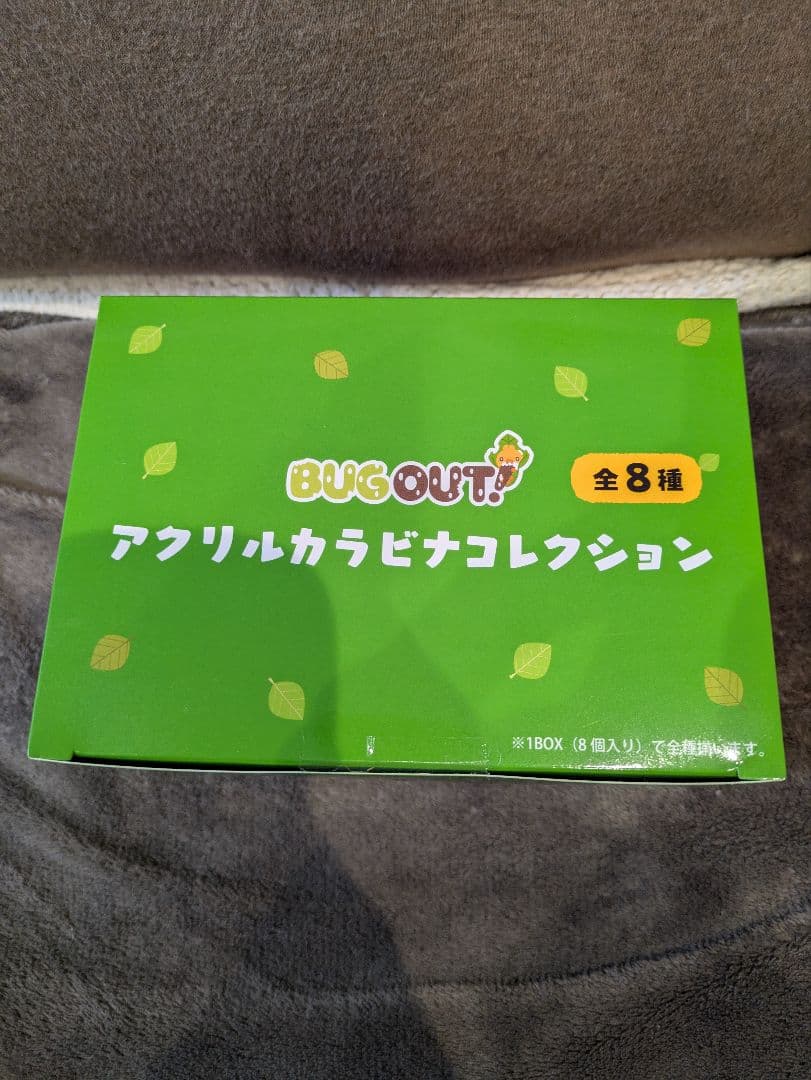 BUG OUT!
全8種
アクリルカラビナコレクション
※1BOX（8個入り）で全種揃います。